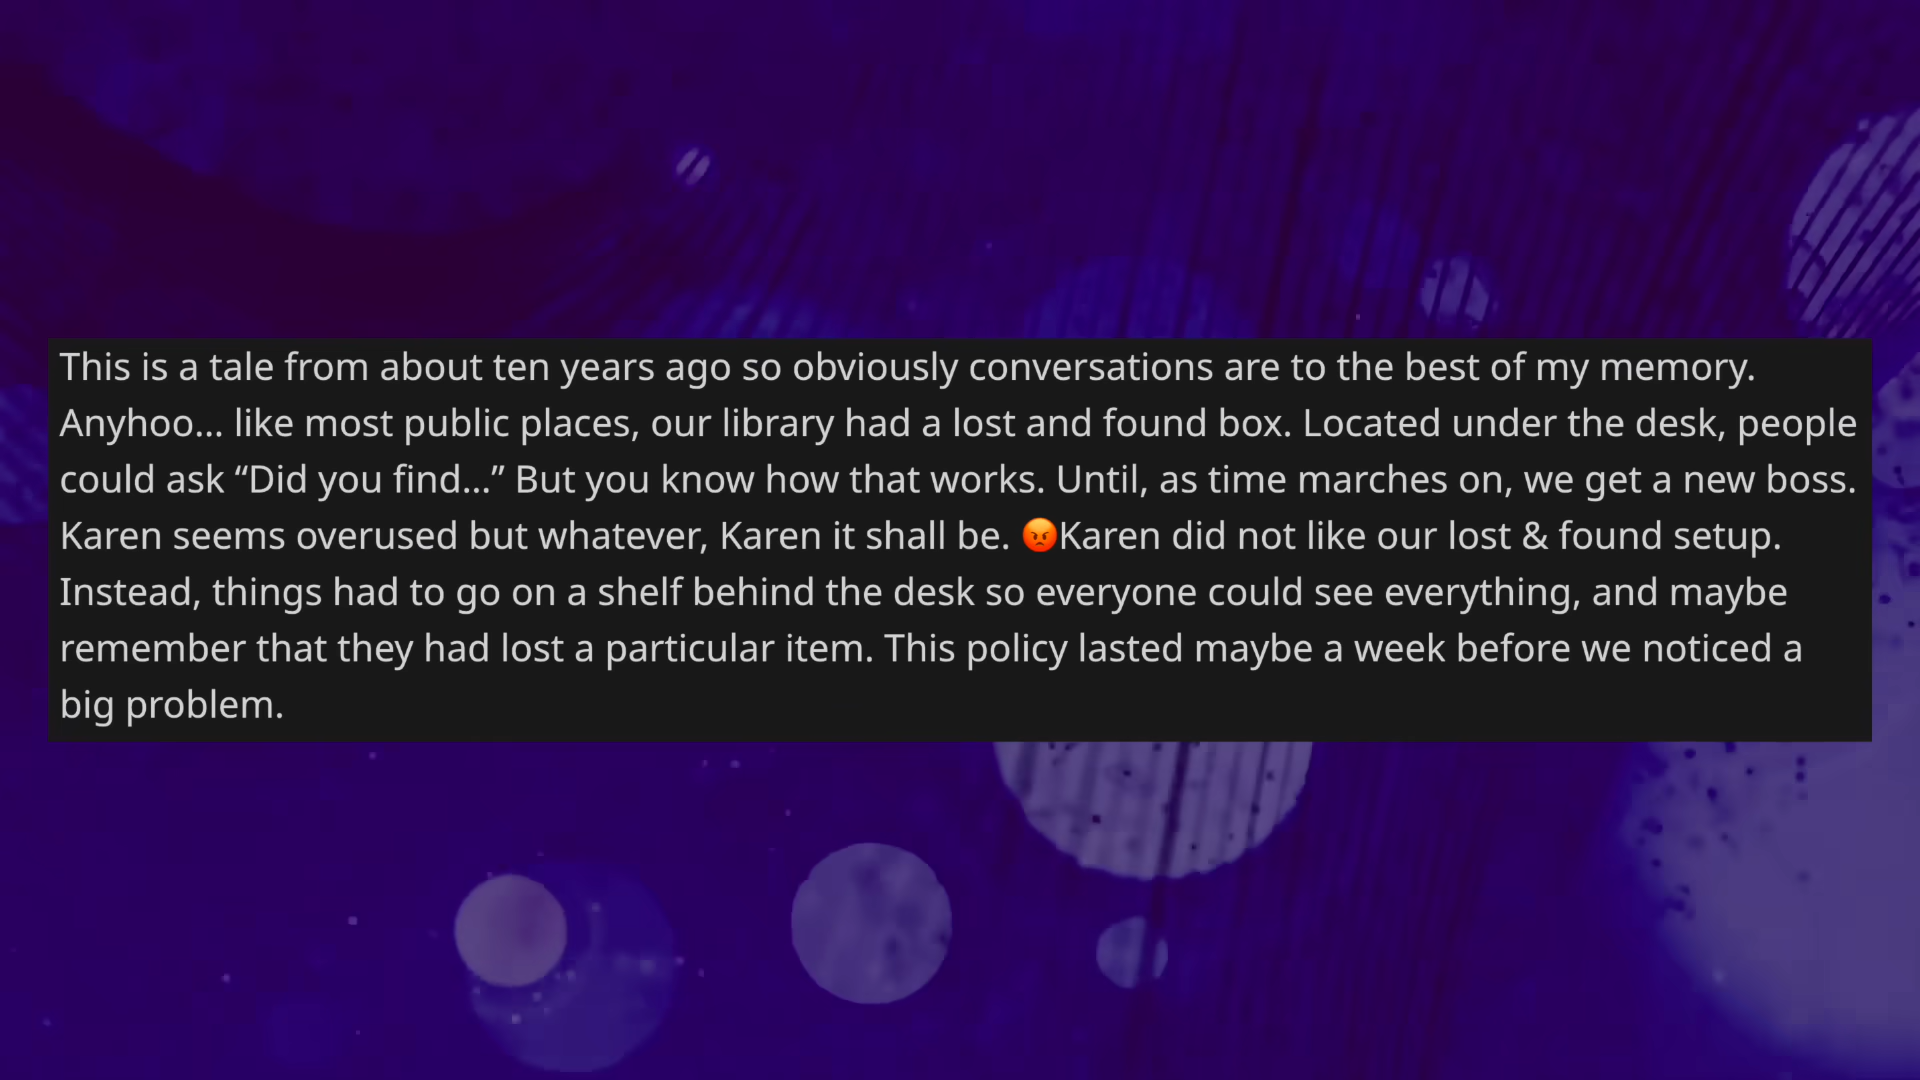 This is a tale from about ten years ago so obviously conversations are to the best of my memory.
Anyhoo... like most public places, our library had a lost and found box. Located under the desk, people
could ask “Did you find...” But you know how that works. Until, as time marches on, we get a new boss.
Karen seems overused but whatever, Karen it shall be. 😡Karen did not like our lost & found setup.
Instead, things had to go on a shelf behind the desk so everyone could see everything, and maybe
remember that they had lost a particular item. This policy lasted maybe a week before we noticed a
big problem.